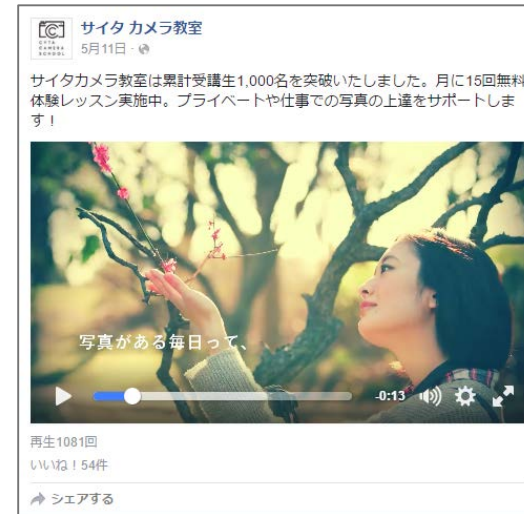 CYTA
CAMERA
SCHOOL
サイタ カメラ教室
5月11日 ·
サイタカメラ教室は累計受講生1,000名を突破いたしました。月に15回無料
体験レッスン実施中。プライベートや仕事での写真の上達をサポートしま
す！
写真がある毎日って、
-0:13
再生1081回
いいね！54件
シェアする